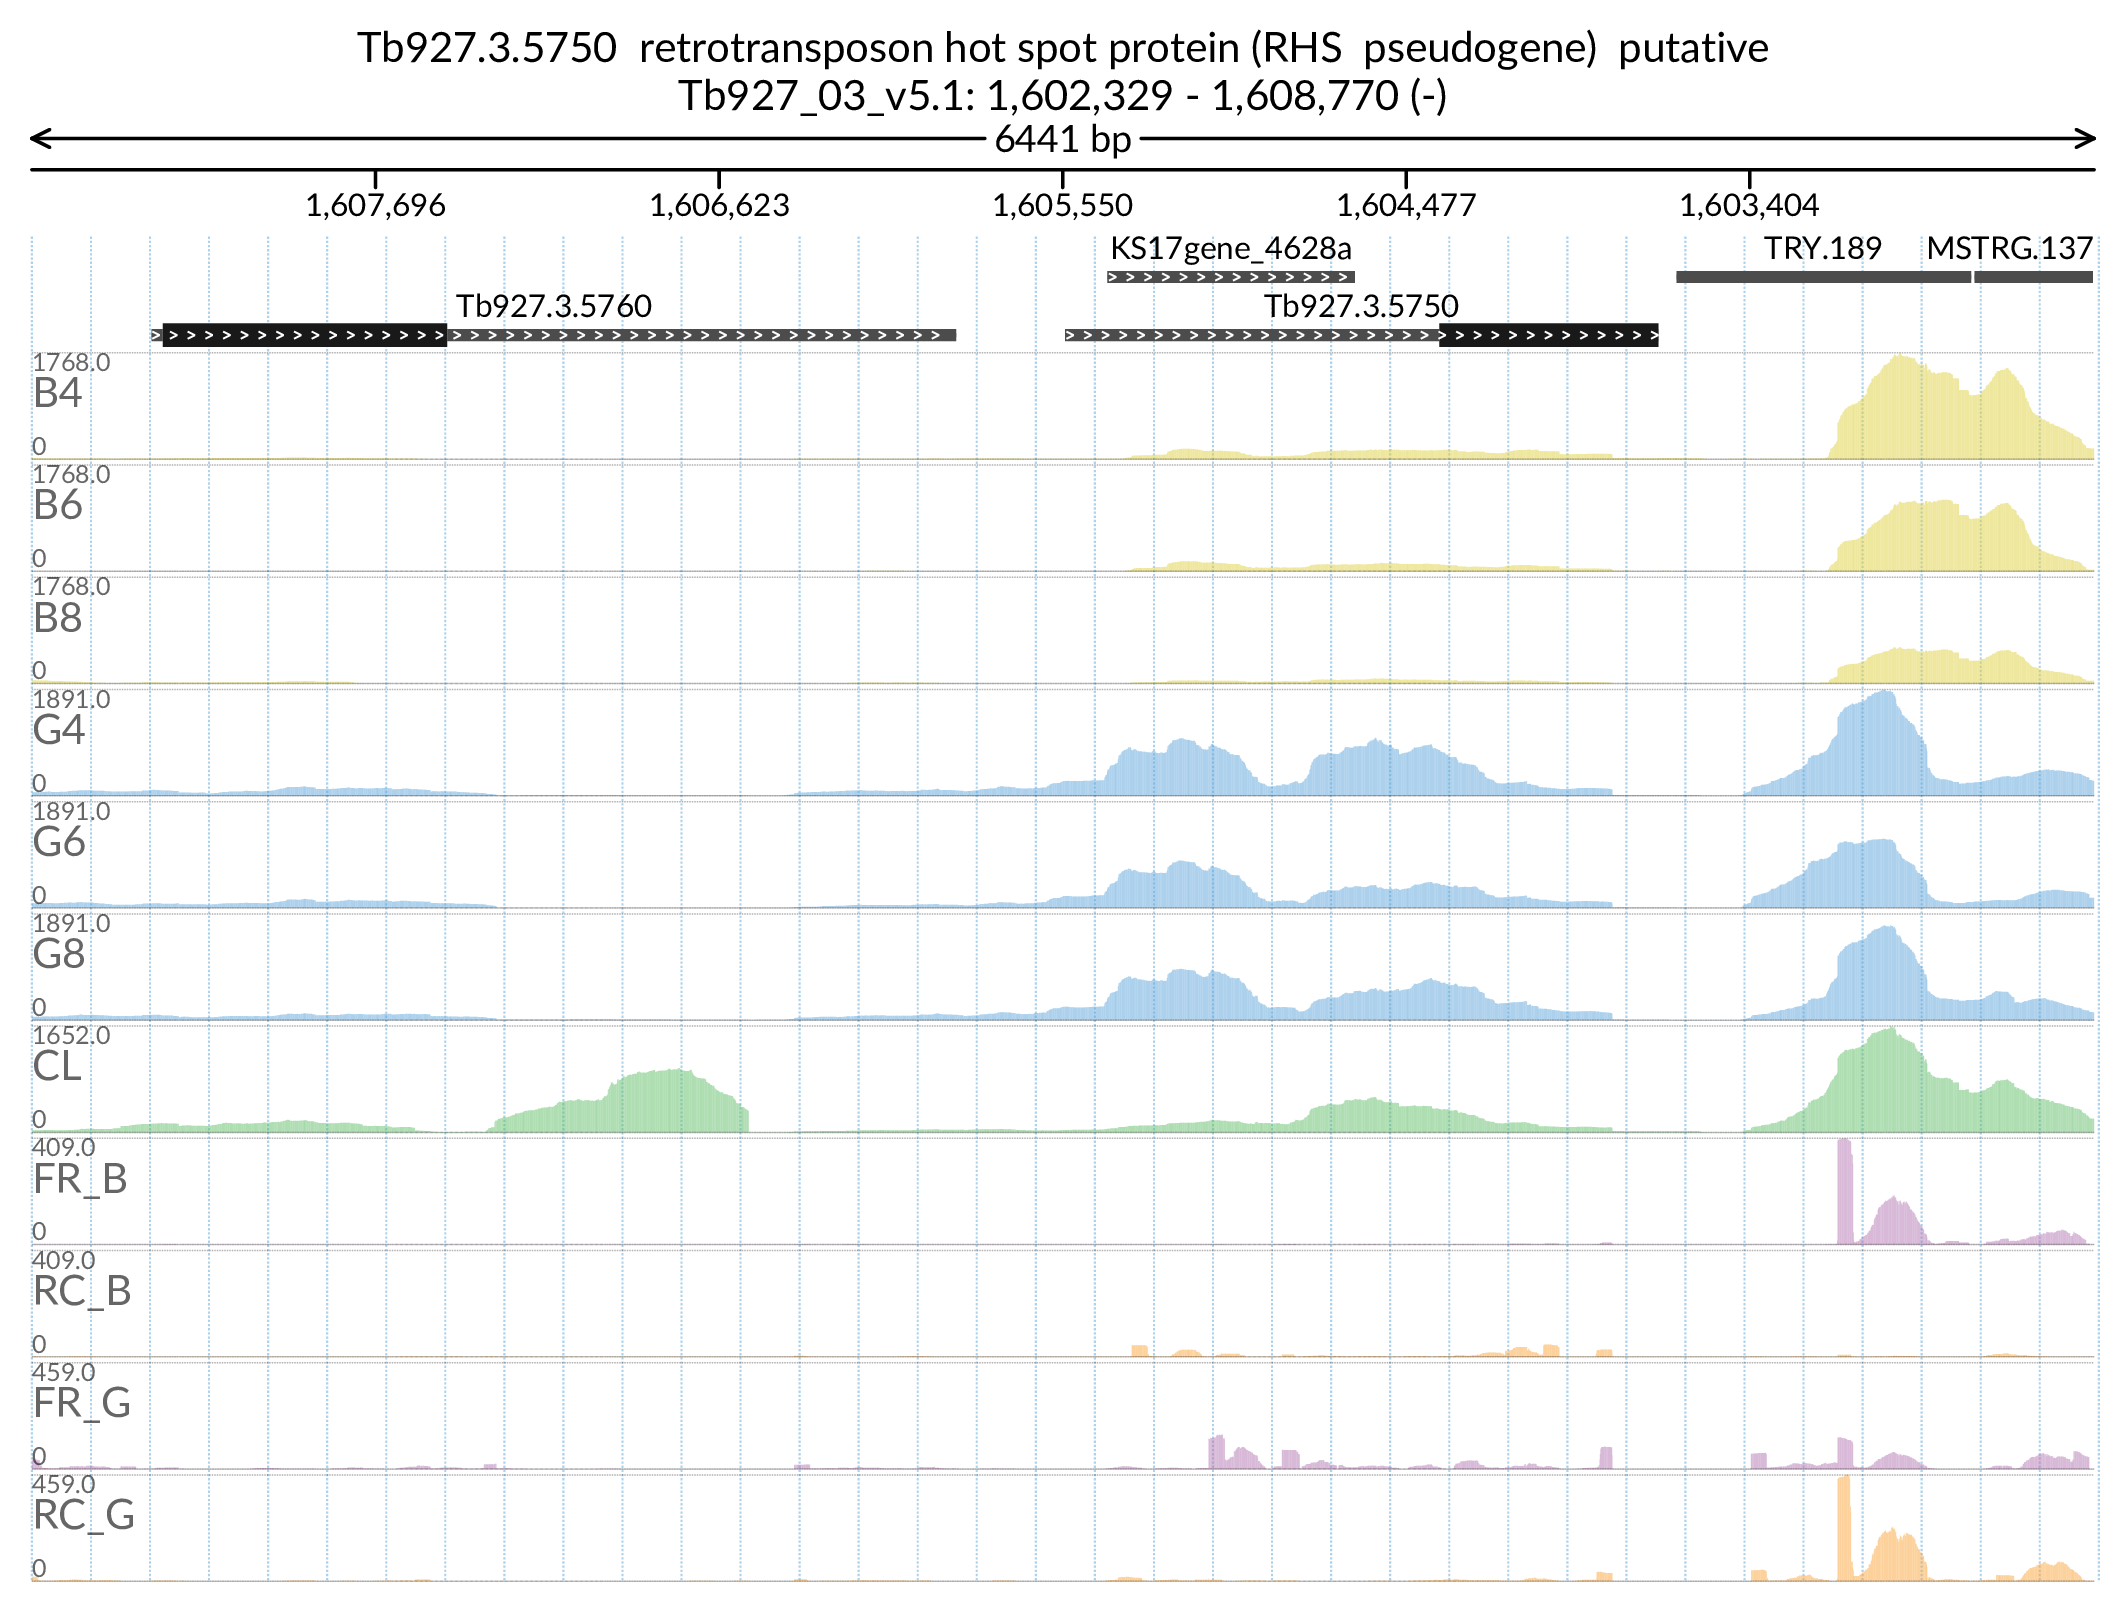 Tb927.3.5750 retrotransposon hot spot protein (RHS pseudogene) putative
Tb927_03_v5.1: 1,602,329 - 1,608,770 (-)
6441 bp
1,607,696 1,606,623 1,605,550 1,604,477 1,603,404
KS17gene_4628a TRY.189 MSTRG.137
Tb927.3.5760 Tb927.3.5750
1768.0
B4
0
1768.0
B6
0
1768.0
B8
0
1891.0
G4
0
1891.0
G6
0
1891.0
G8
0
1652.0
CL
0
409.0
FR_B
0
409.0
RC_B
0
459.0
FR_G
0
459.0
RC_G
0